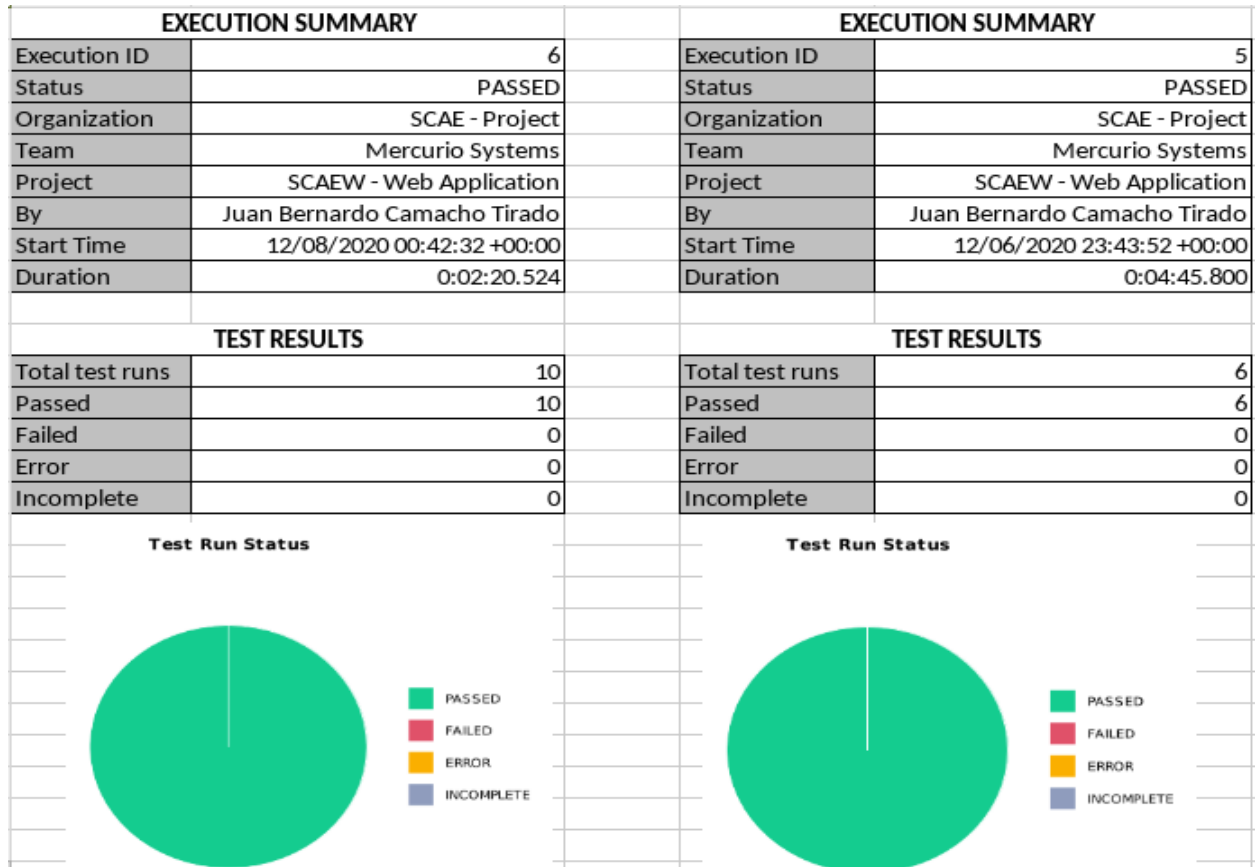 EXECUTION SUMMARY
Execution ID 6
Status PASSED
Organization SCAE - Project
Team Mercurio Systems
Project SCAEW - Web Application
By Juan Bernardo Camacho Tirado
Start Time 12/08/2020 00:42:32 +00:00
Duration 0:02:20.524
TEST RESULTS
Total test runs 10
Passed 10
Failed 0
Error 0
Incomplete 0
Test Run Status
PASSED
FAILED
ERROR
INCOMPLETE
EXECUTION SUMMARY
Execution ID 5
Status PASSED
Organization SCAE - Project
Team Mercurio Systems
Project SCAEW - Web Application
By Juan Bernardo Camacho Tirado
Start Time 12/06/2020 23:43:52 +00:00
Duration 0:04:45.800
TEST RESULTS
Total test runs 6
Passed 6
Failed 0
Error 0
Incomplete 0
Test Run Status
PASSED
FAILED
ERROR
INCOMPLETE